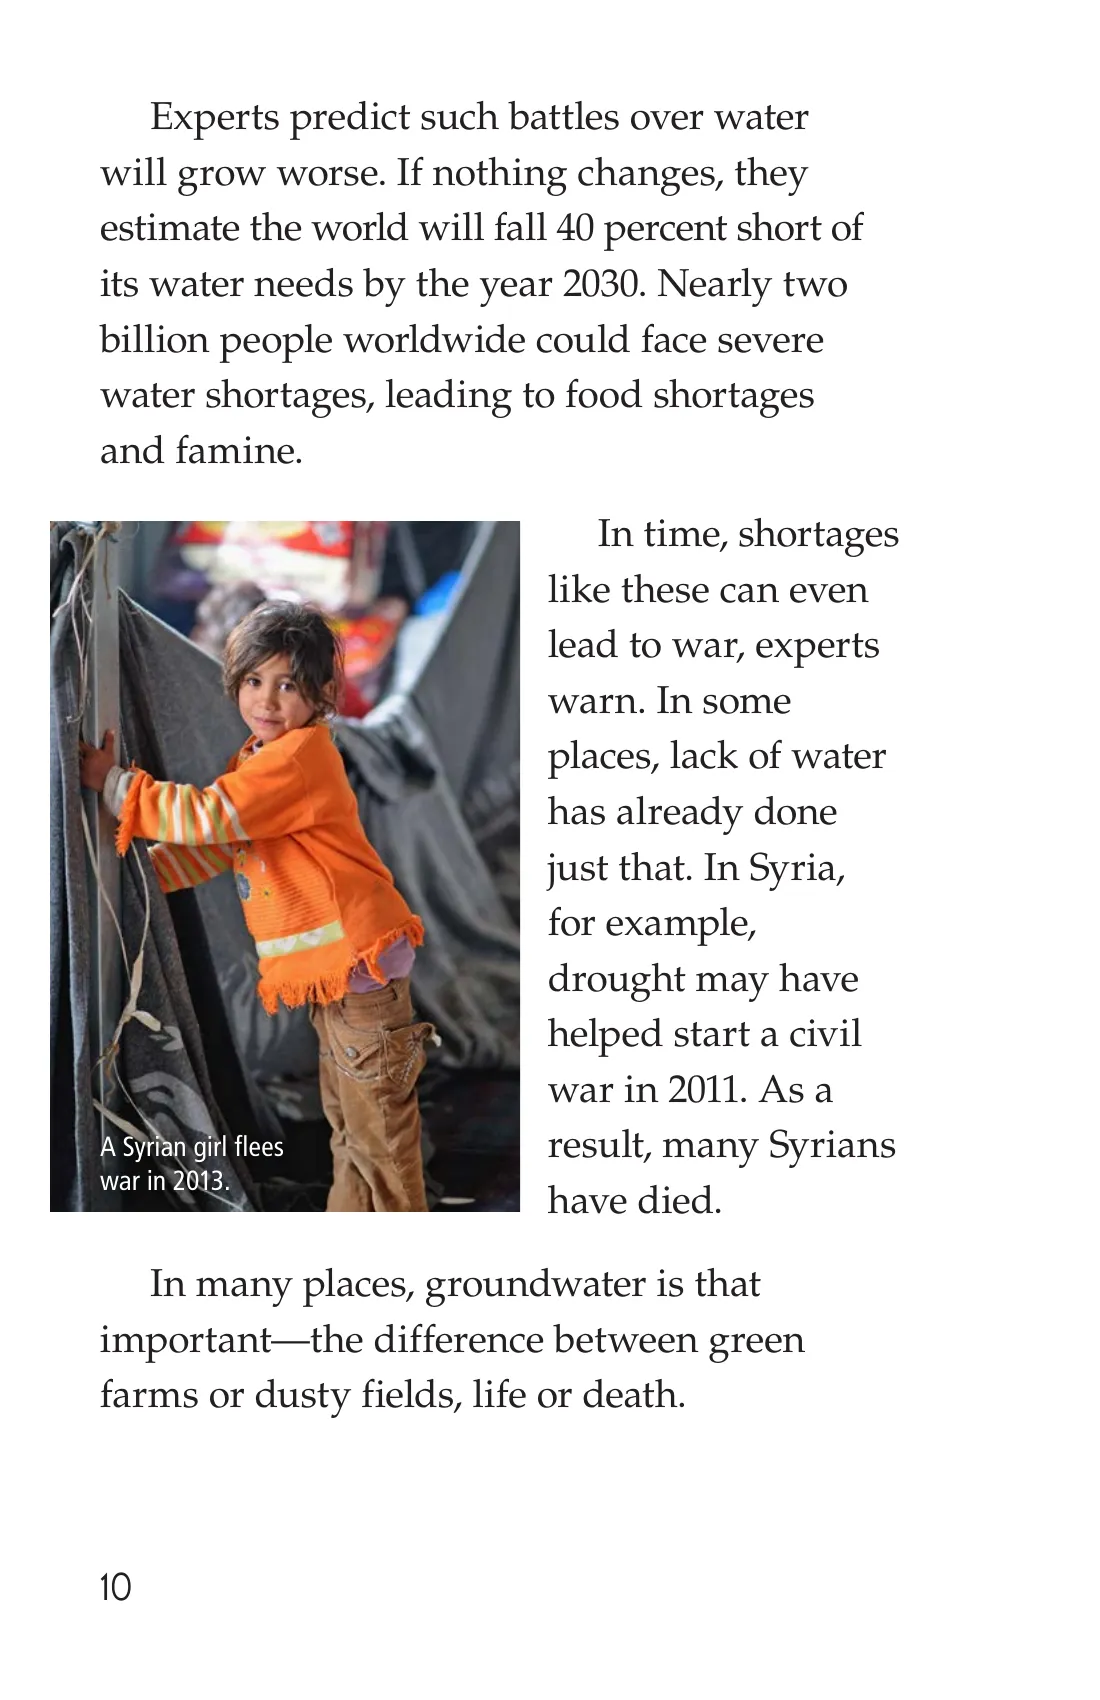 Experts predict such battles over water
will grow worse. If nothing changes, they
estimate the world will fall 40 percent short of
its water needs by the year 2030. Nearly two
billion people worldwide could face severe
water shortages, leading to food shortages
and famine.
In time, shortages
like these can even
lead to war, experts
warn. In some
places, lack of water
has already done
just that. In Syria,
for example,
drought may have
helped start a civil
war in 2011. As a
result, many Syrians
have died.
A Syrian girl flees
war in 2013.
In many places, groundwater is that
important—the difference between green
farms or dusty fields, life or death.
10